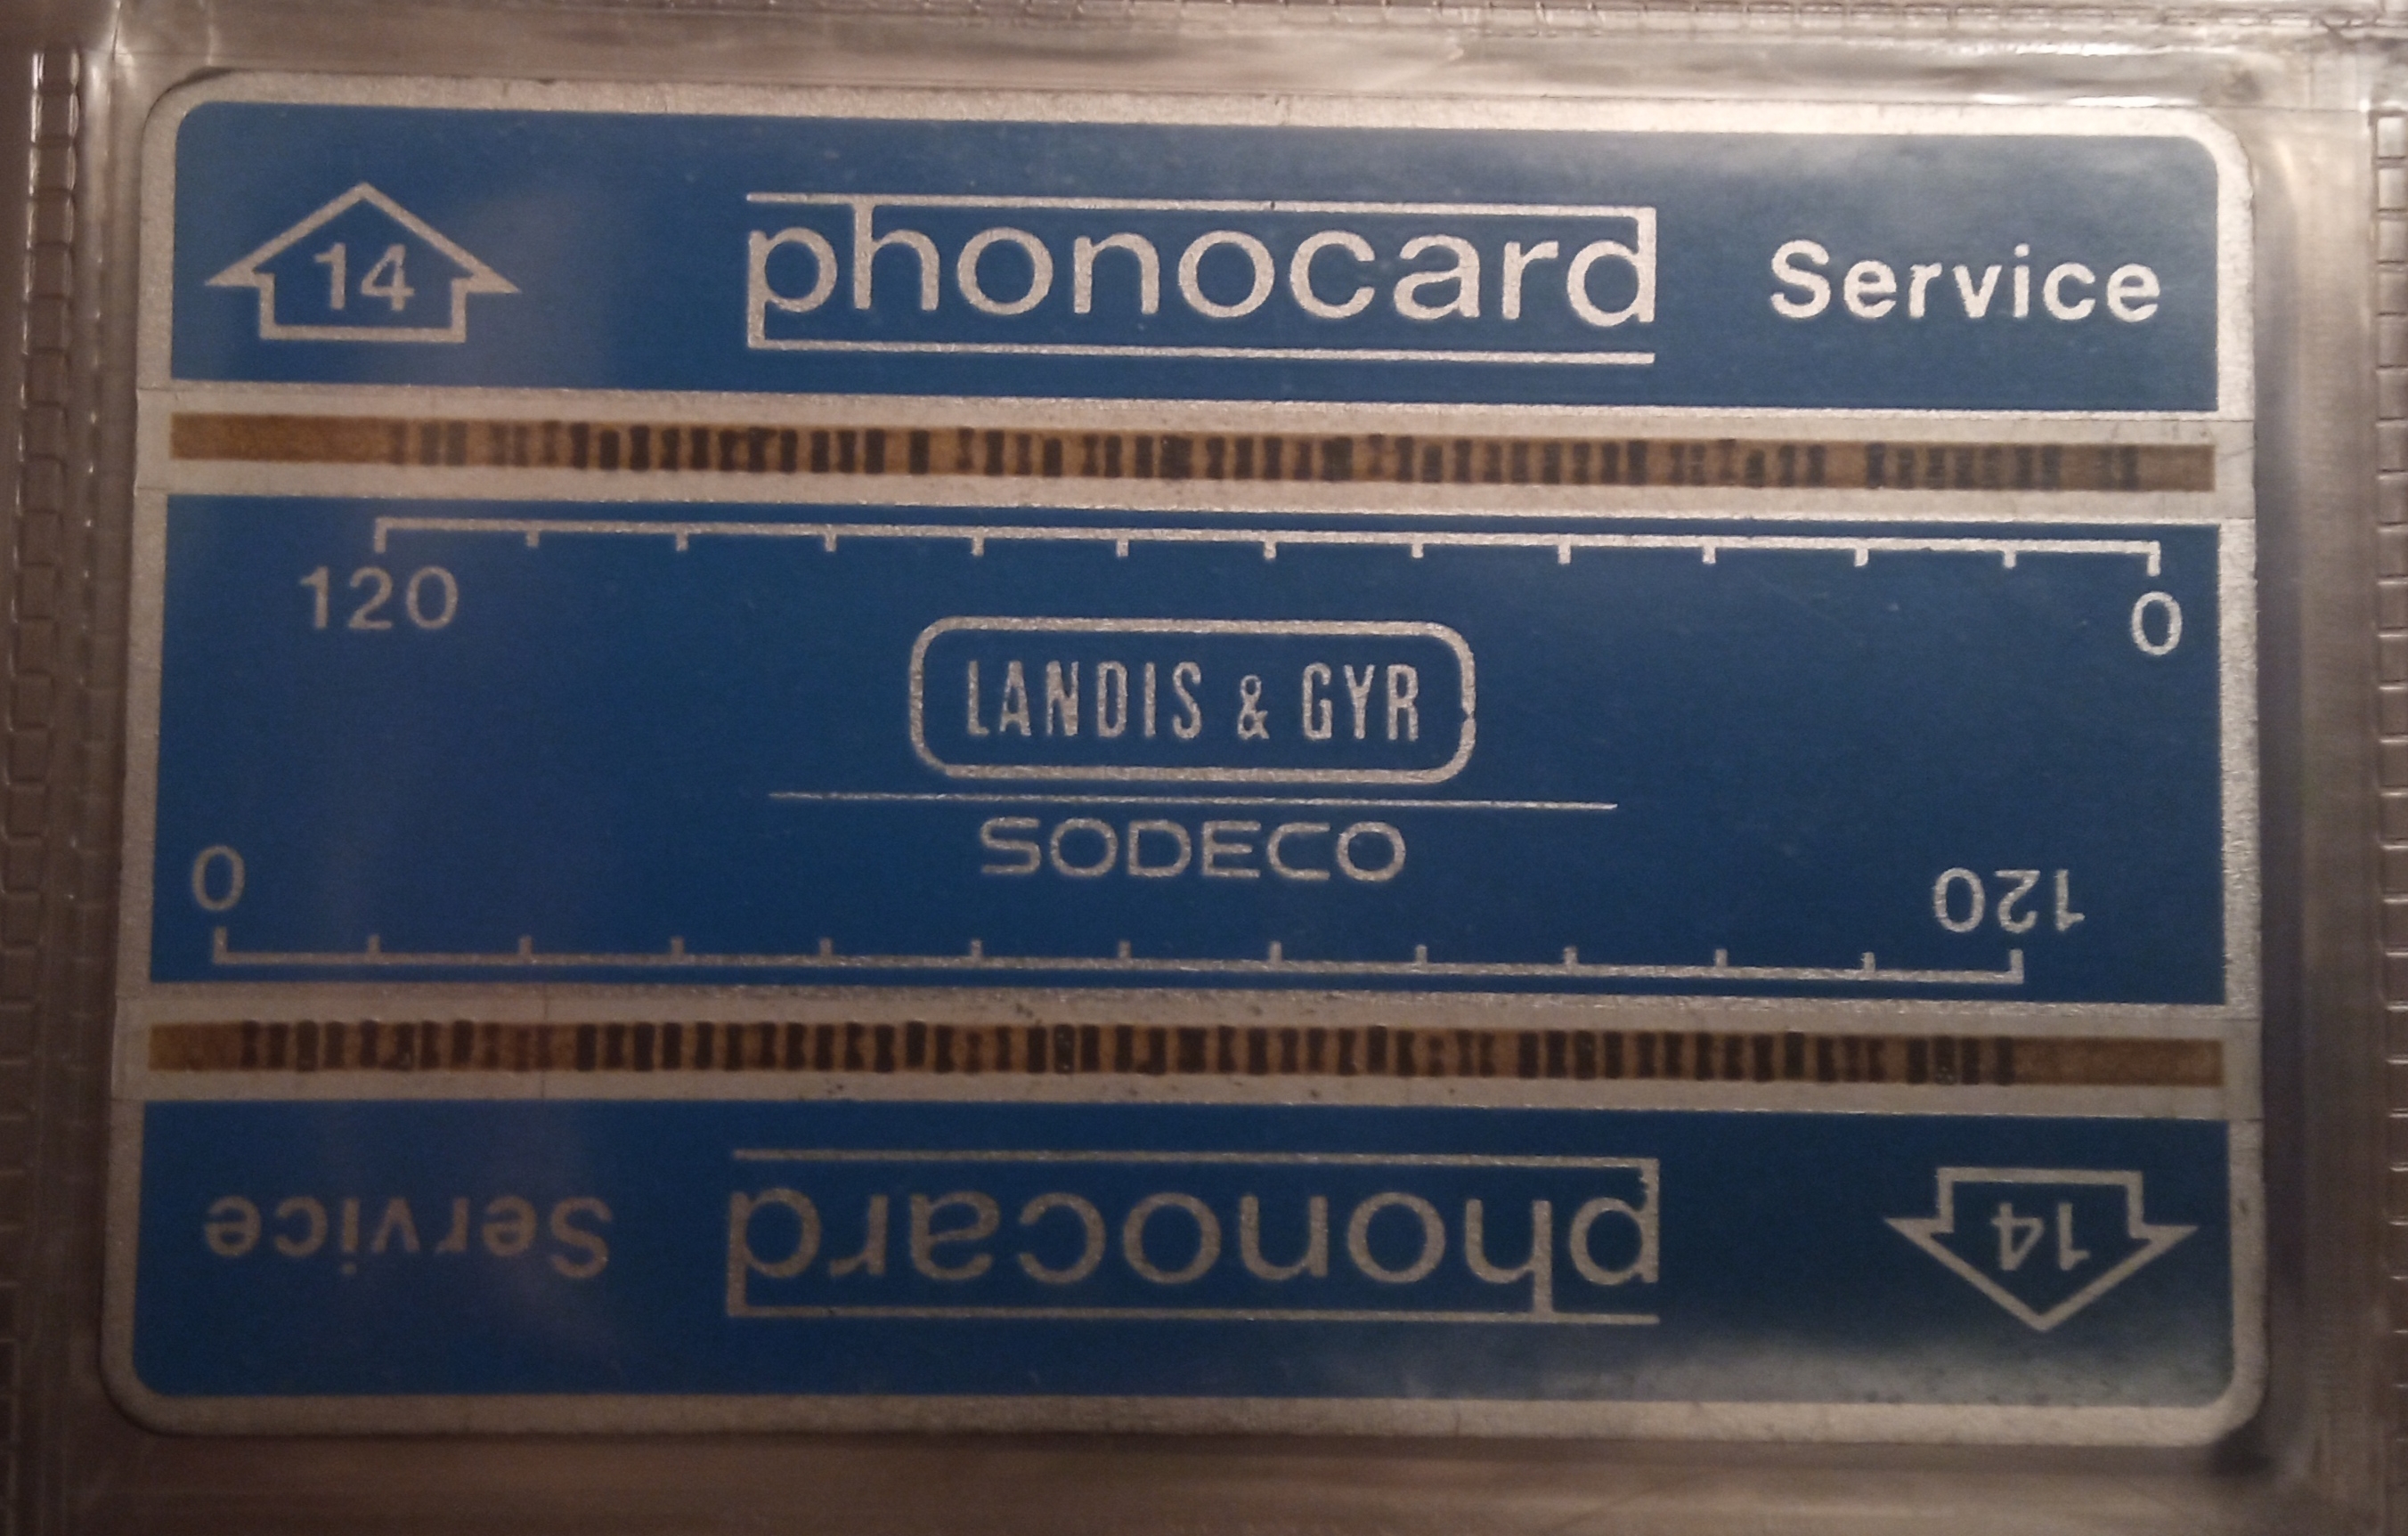 14 phonocard Service
120 0
LANDIS & GYR
SODECO
0 120
Service phonocard 14